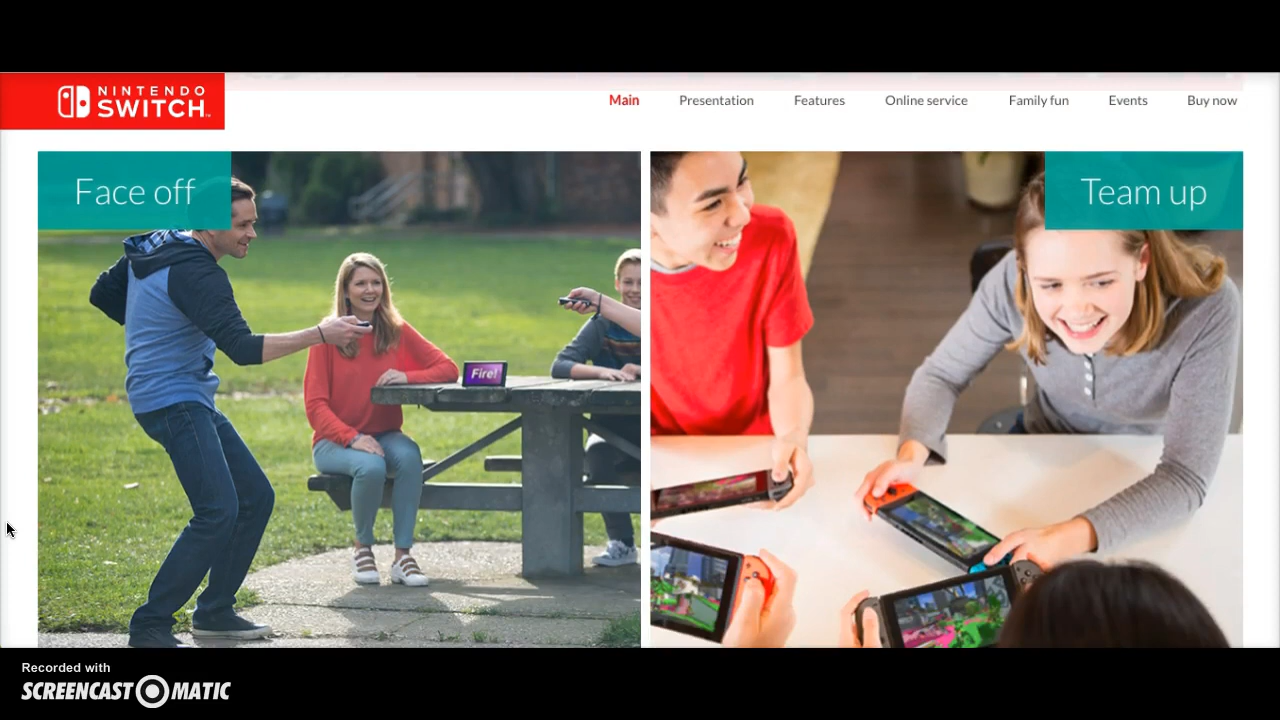 NINTENDO
SWITCH™
Main Presentation Features Online service Family fun Events Buy now
Face off
Team up
Fire!
Recorded with
SCREENCAST-O-MATIC